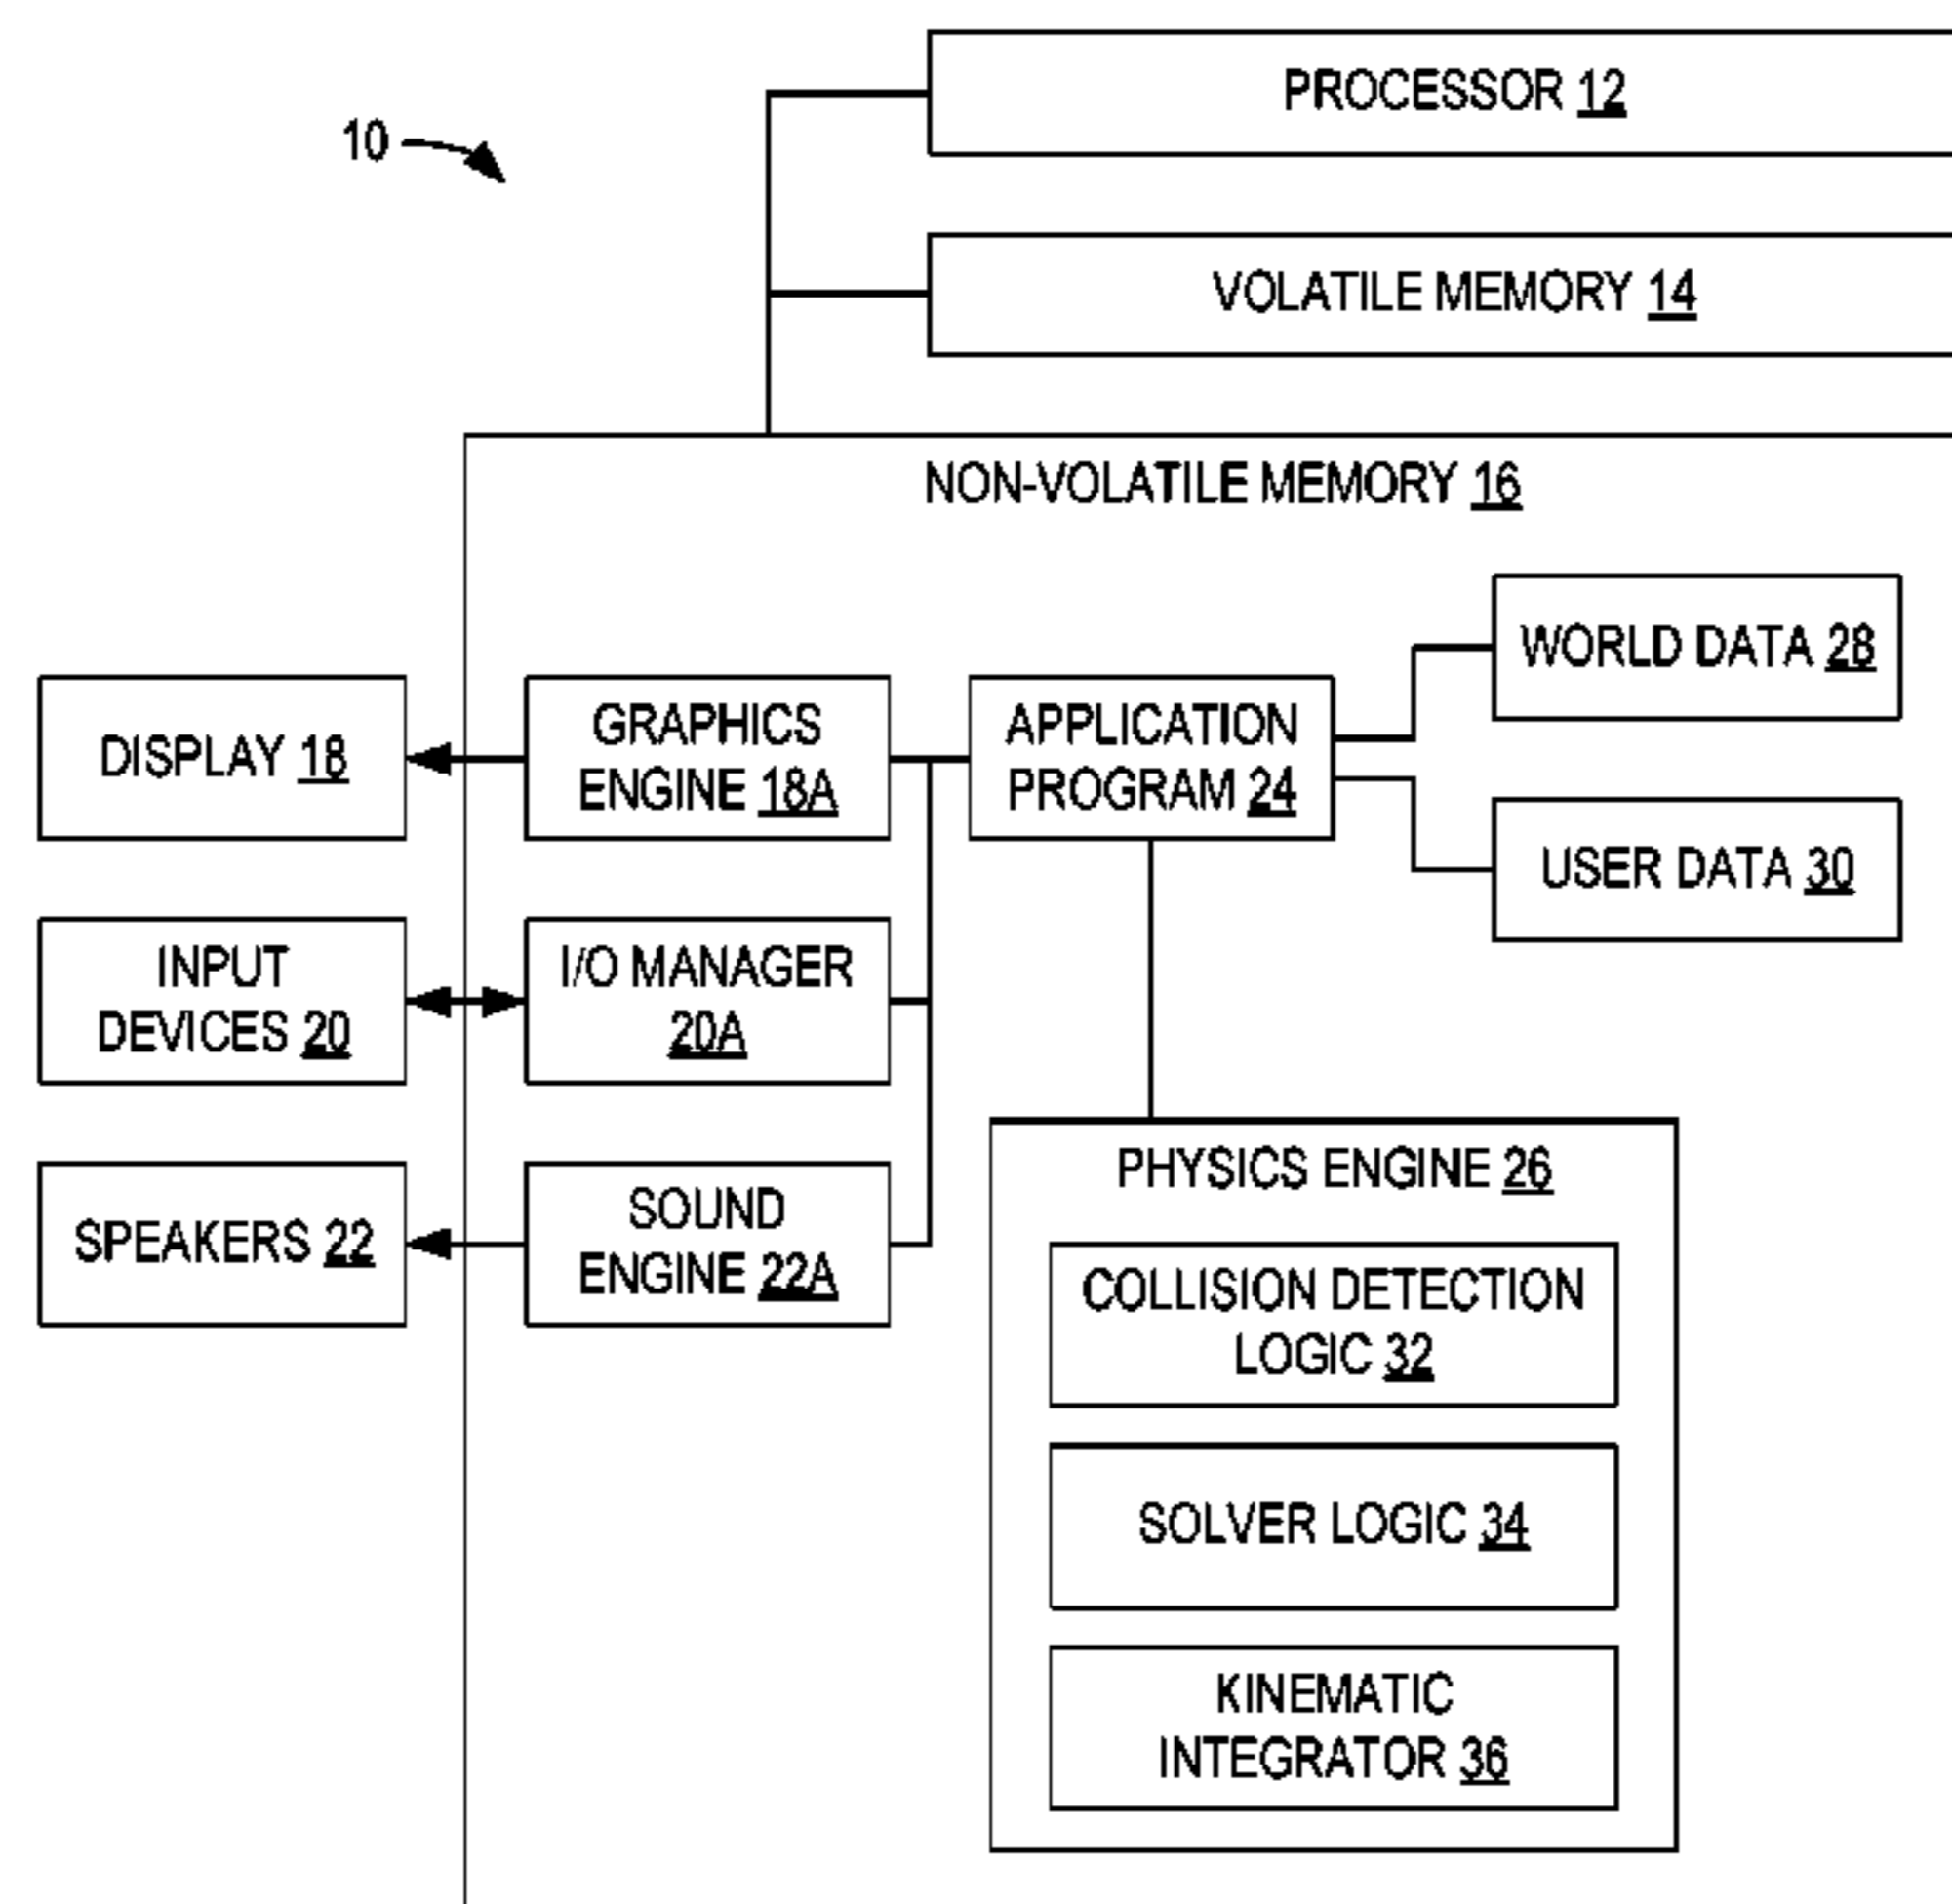 PROCESSOR 12
10
VOLATILE MEMORY 14
NON-VOLATILE MEMORY 16
WORLD DATA 28
DISPLAY 18
GRAPHICS
ENGINE 18A
APPLICATION
PROGRAM 24
USER DATA 30
INPUT
DEVICES 20
I/O MANAGER
20A
SPEAKERS 22
SOUND
ENGINE 22A
PHYSICS ENGINE 26
COLLISION DETECTION
LOGIC 32
SOLVER LOGIC 34
KINEMATIC
INTEGRATOR 36